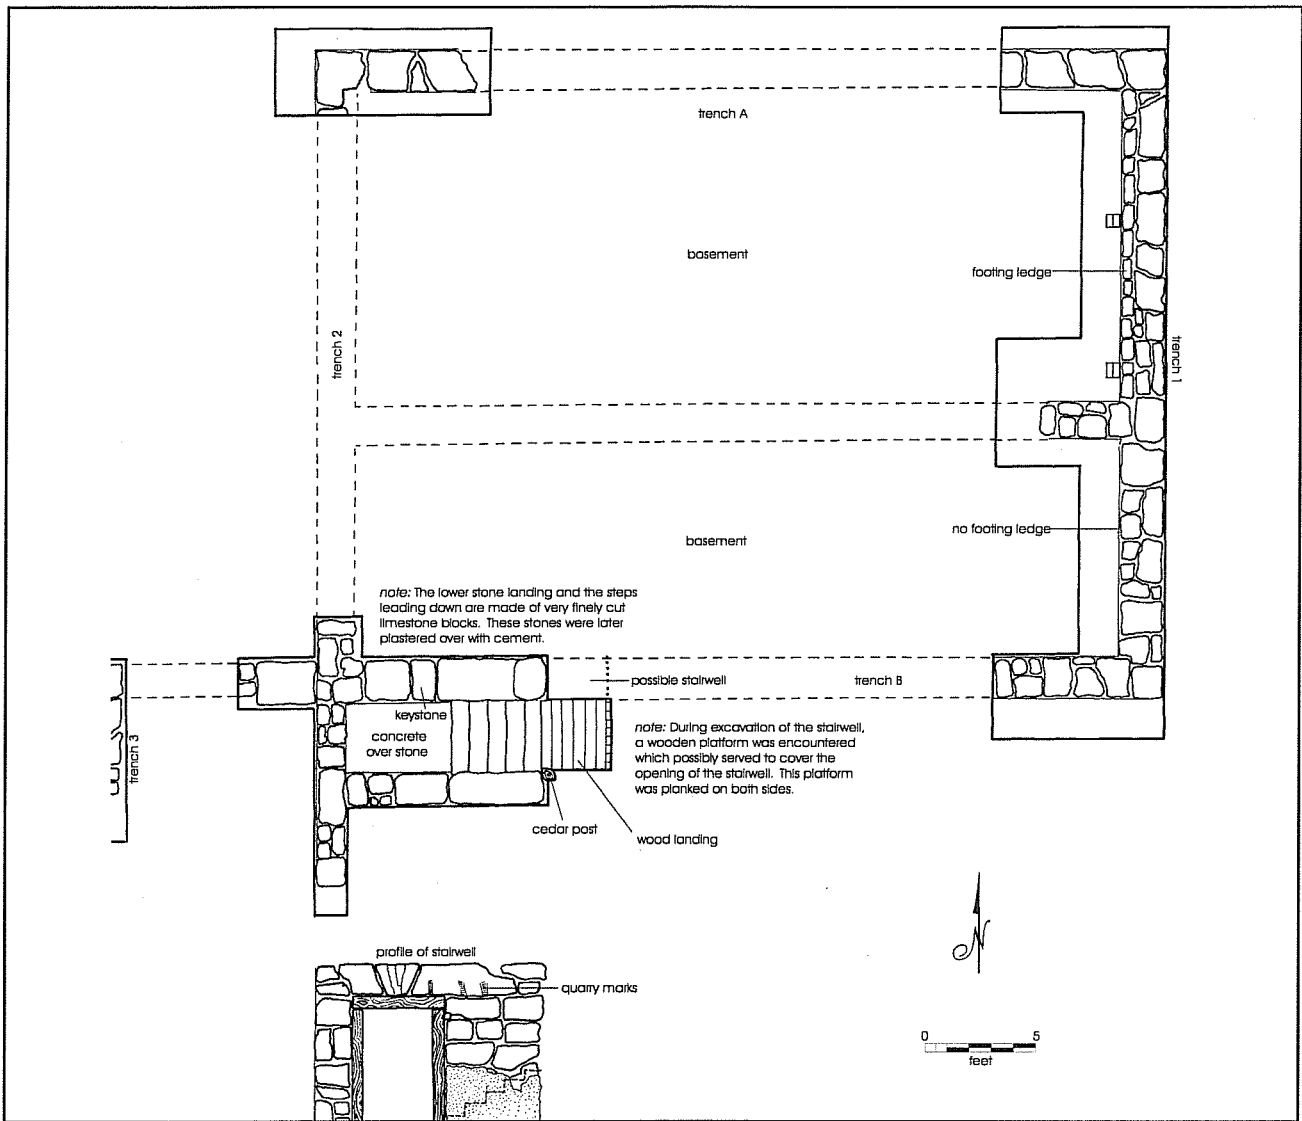 trench A
basement
footing ledge
trench 2
trench 1
no footing ledge
basement
note: The lower stone landing and the steps
leading down are made of very finely cut
limestone blocks. These stones were later
plastered over with cement.
possible stairwell
trench B
keystone
concrete
over stone
trench 3
note: During excavation of the stairwell,
a wooden platform was encountered
which possibly served to cover the
opening of the stairwell. This platform
was planked on both sides.
cedar post
wood landing
N
profile of stairwell
quarry marks
0 5
feet